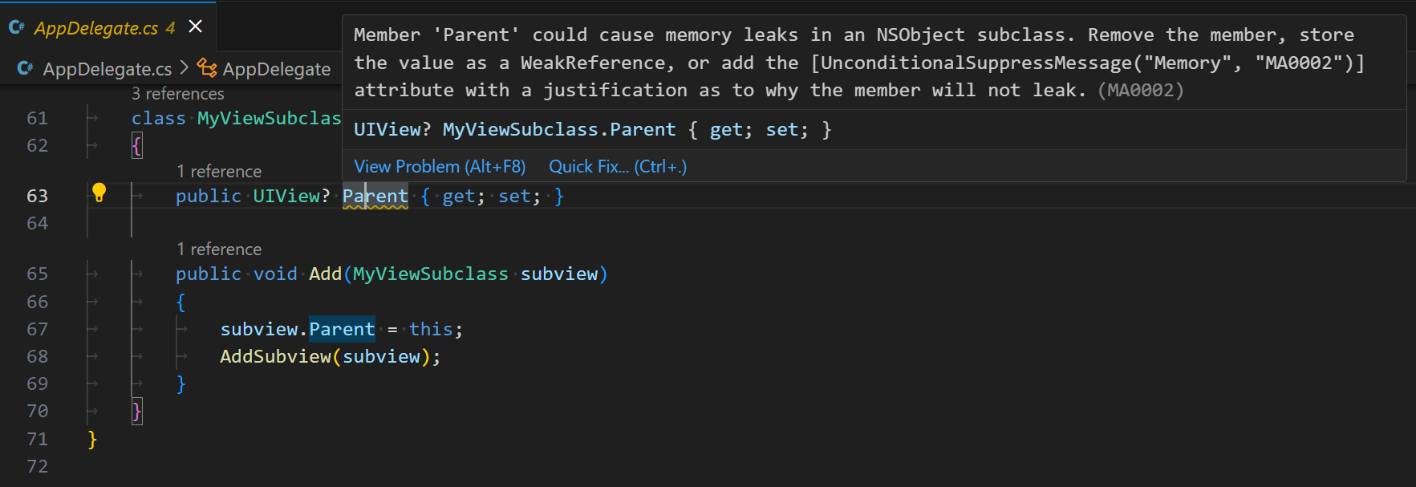 AppDelegate.cs 4
AppDelegate.cs > AppDelegate
Member 'Parent' could cause memory leaks in an NSObject subclass. Remove the member, store
the value as a WeakReference, or add the [UnconditionalSuppressMessage("Memory", "MA0002")]
attribute with a justification as to why the member will not leak. (MA0002)
UIView? MyViewSubclass.Parent { get; set; }
View Problem (Alt+F8) Quick Fix... (Ctrl+.)
3 references
61 class MyViewSubclas
62 {
1 reference
63 public UIView? Parent { get; set; }
64
1 reference
65 public void Add(MyViewSubclass subview)
66 {
67 subview.Parent = this;
68 AddSubview(subview);
69 }
70 }
71 }
72